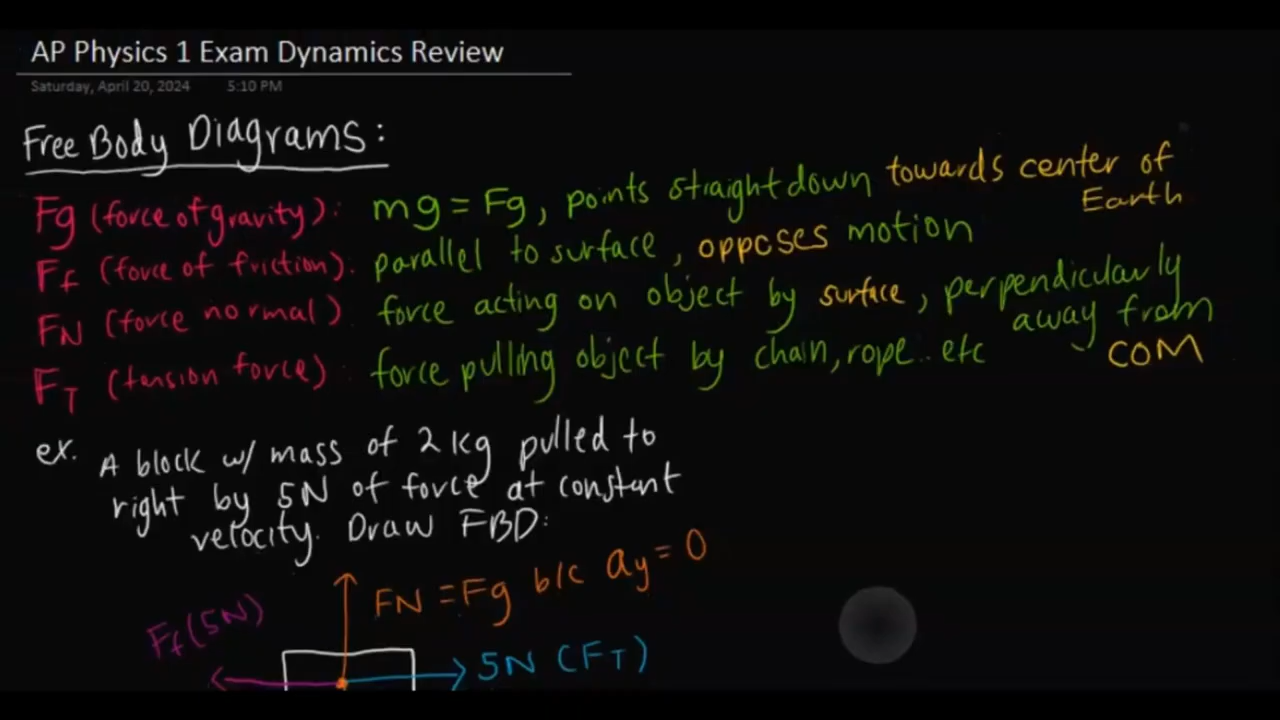 AP Physics 1 Exam Dynamics Review
Saturday, April 20, 2024 5:10 PM
Free Body Diagrams:
Fg (force of gravity): mg = Fg, points straight down towards center of Earth
Ff (force of friction): parallel to surface, opposes motion
FN (force normal): force acting on object by surface, perpendicularly away from COM
FT (tension force): force pulling object by chain, rope.. etc
ex. A block w/ mass of 2kg pulled to
right by 5N of force at constant
velocity. Draw FBD:
FN = Fg b/c ay = 0
Ff (5N)
5N (FT)